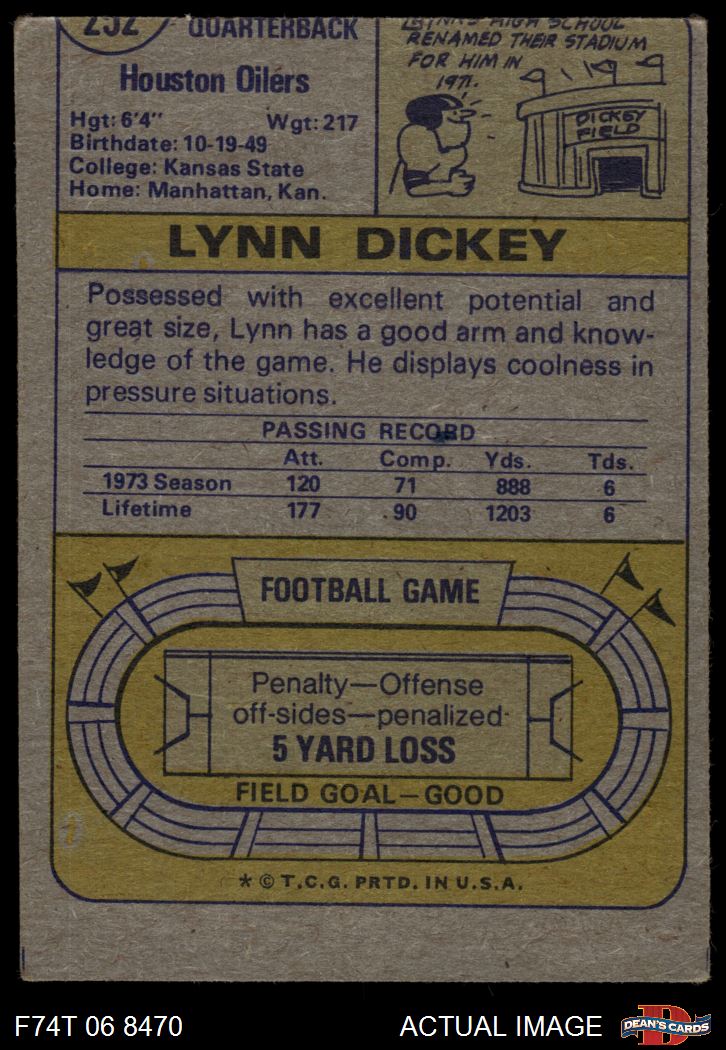 252
QUARTERBACK
Houston Oilers
Hgt: 6'4" Wgt: 217
Birthdate: 10-19-49
College: Kansas State
Home: Manhattan, Kan.
LYNN'S HIGH SCHOOL
RENAMED THEIR STADIUM
FOR HIM IN
1971.
DICKEY
FIELD
LYNN DICKEY
Possessed with excellent potential and
great size, Lynn has a good arm and know-
ledge of the game. He displays coolness in
pressure situations.
PASSING RECORD
Att. Comp. Yds. Tds.
1973 Season 120 71 888 6
Lifetime 177 90 1203 6
FOOTBALL GAME
Penalty—Offense
off-sides—penalized
5 YARD LOSS
FIELD GOAL—GOOD
* © T.C.G. PRTD. IN U.S.A.
F74T 06 8470
ACTUAL IMAGE
D
DEAN'S CARDS